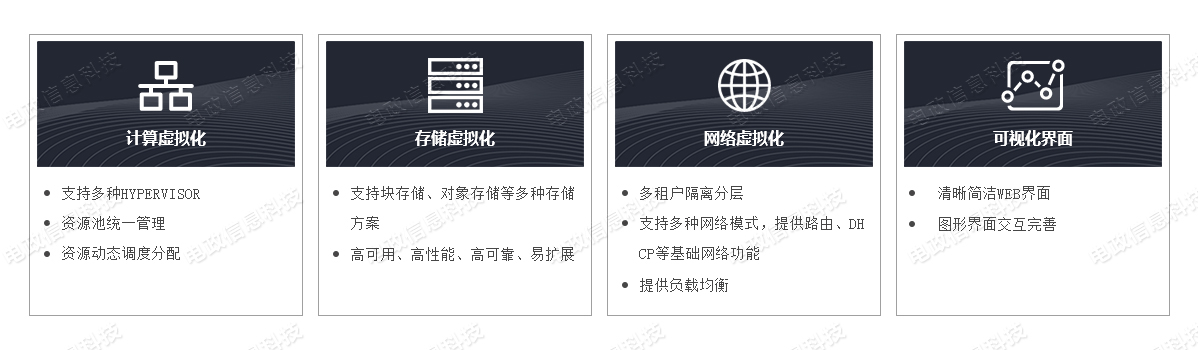 计算虚拟化
支持多种HYPERVISOR
资源池统一管理
资源动态调度分配
存储虚拟化
支持块存储、对象存储等多种存储
方案
高可用、高性能、高可靠、易扩展
网络虚拟化
多租户隔离分层
支持多种网络模式，提供路由、DH
CP等基础网络功能
提供负载均衡
可视化界面
清晰简洁WEB界面
图形界面交互完善
电政信息科技